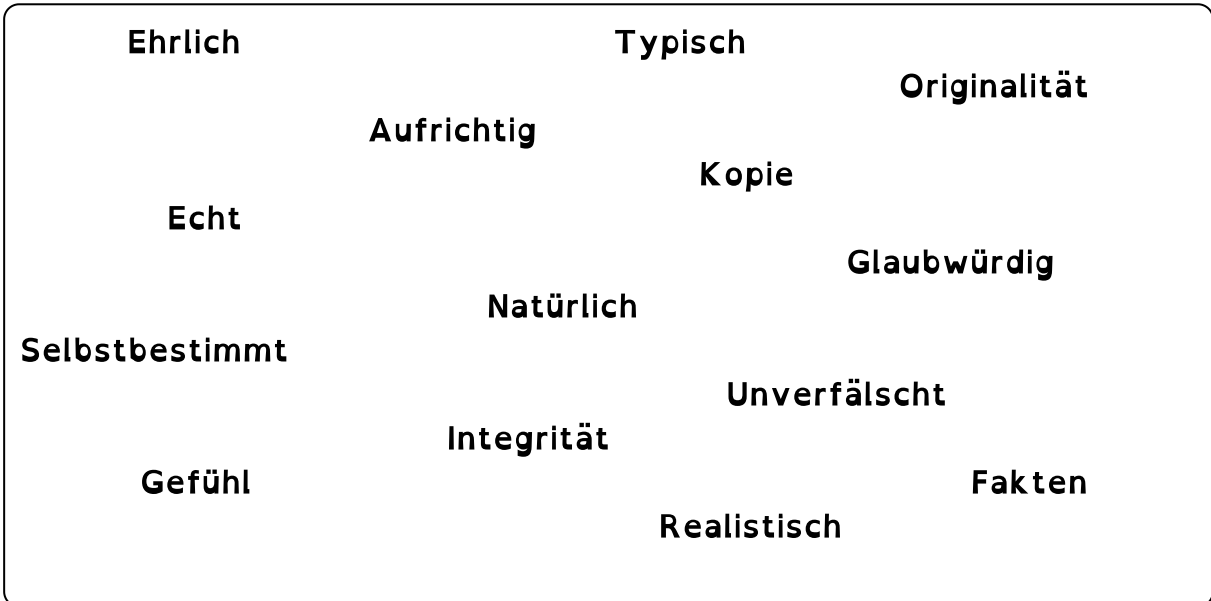 Ehrlich Typisch
Originalität
Aufrichtig
Kopie
Echt
Glaubwürdig
Natürlich
Selbstbestimmt
Unverfälscht
Integrität
Gefühl Fakten
Realistisch